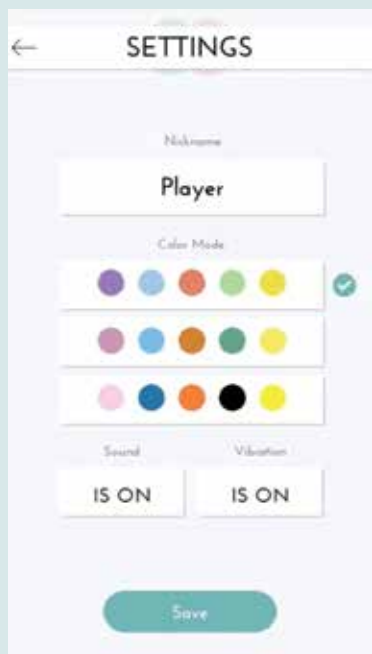 SETTINGS
Nickname
Player
Color Mode
Sound Vibration
IS ON IS ON
Save